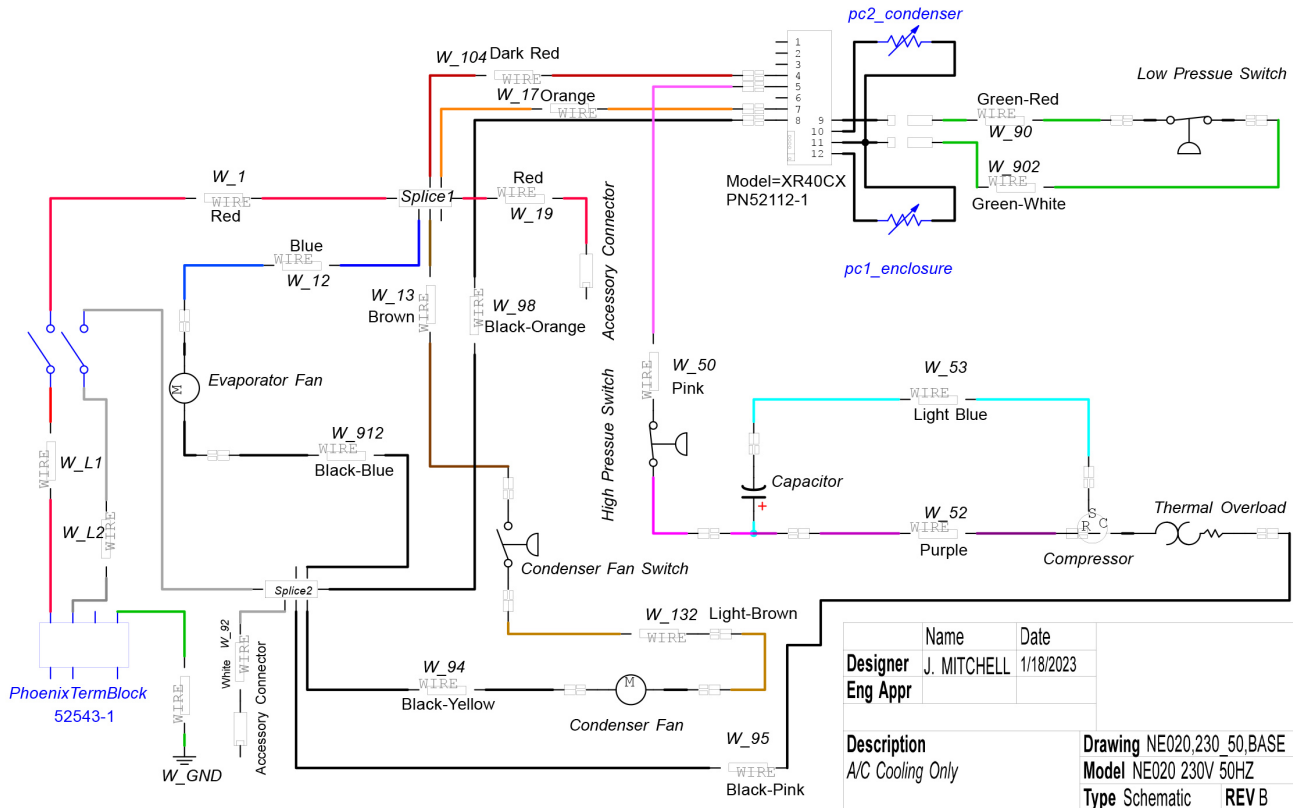 pc2_condenser
W_104 Dark Red
WIRE
W_17 Orange
WIRE
1
2
3
4
5
6
7
8
9
10
11
12
Model=XR40CX
PN52112-1
pc1_enclosure
Low Pressue Switch
Green-Red
WIRE
W_90
W_902
WIRE
Green-White
W_1
WIRE
Red
Splice1
Red
WIRE
W_19
Accessory Connector
Blue
WIRE
W_12
W_13
Brown
WIRE
W_98
Black-Orange
WIRE
Evaporator Fan
M
W_912
WIRE
Black-Blue
W_50
Pink
WIRE
High Pressue Switch
W_53
WIRE
Light Blue
Capacitor
+
W_52
WIRE
Purple
S
R
C
Compressor
Thermal Overload
W_L1
WIRE
W_L2
WIRE
Condenser Fan Switch
Splice2
W_92
White
WIRE
Accessory Connector
W_132
WIRE
Light-Brown
W_94
WIRE
Black-Yellow
M
Condenser Fan
W_95
WIRE
Black-Pink
PhoenixTermBlock
52543-1
WIRE
W_GND
Name Date
Designer J. MITCHELL 1/18/2023
Eng Appr
Description
A/C Cooling Only
Drawing NE020,230_50,BASE
Model NE020 230V 50HZ
Type Schematic REV B